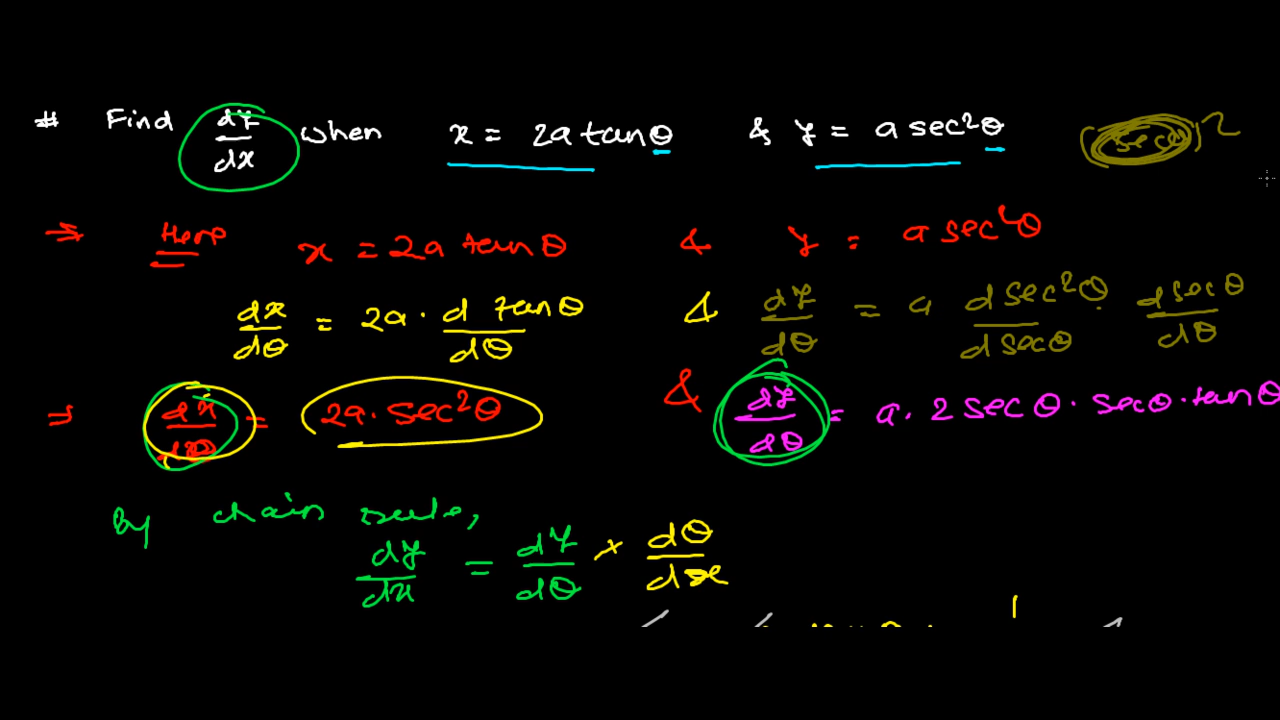 # Find dy/dx when x = 2a tanθ & y = a sec²θ (secθ)²
⇒ Here x = 2a tanθ & y = a sec²θ
dx/dθ = 2a · d tanθ/dθ & dy/dθ = a d sec²θ/d secθ · d secθ/dθ
⇒ dx/dθ = 2a · sec²θ & dy/dθ = a · 2 secθ · secθ · tanθ
By chain rule,
dy/dx = dy/dθ × dθ/dx